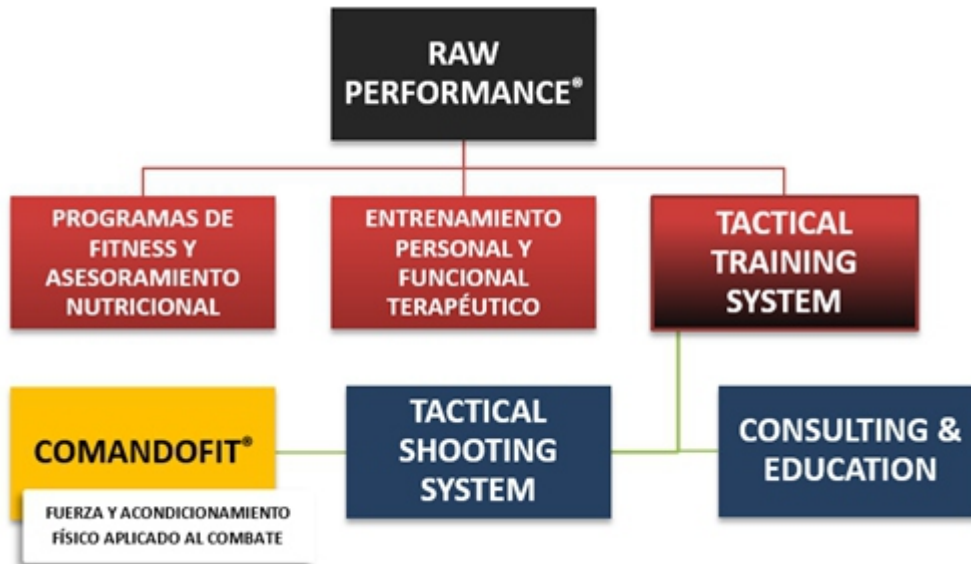 RAW
PERFORMANCE®
PROGRAMAS DE
FITNESS Y
ASESORAMIENTO
NUTRICIONAL
ENTRENAMIENTO
PERSONAL Y
FUNCIONAL
TERAPÉUTICO
TACTICAL
TRAINING
SYSTEM
COMANDOFIT®
FUERZA Y ACONDICIONAMIENTO
FÍSICO APLICADO AL COMBATE
TACTICAL
SHOOTING
SYSTEM
CONSULTING &
EDUCATION